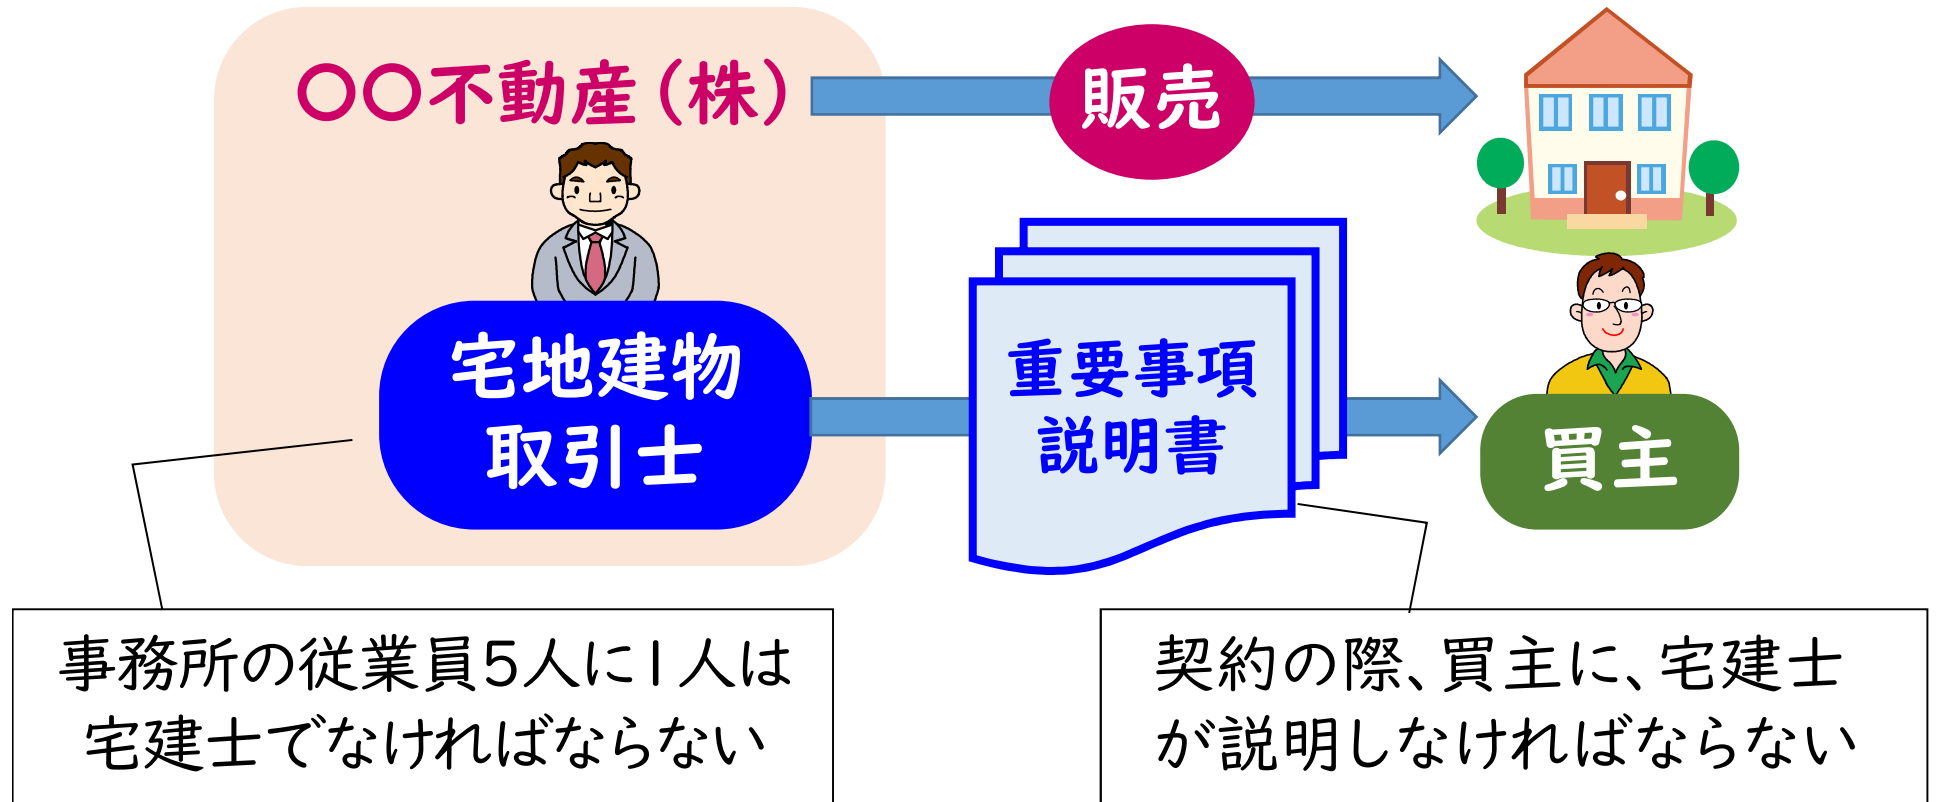 〇〇不動産（株）
販売
宅地建物
取引士
重要事項
説明書
買主
事務所の従業員5人に1人は
宅建士でなければならない
契約の際、買主に、宅建士
が説明しなければならない